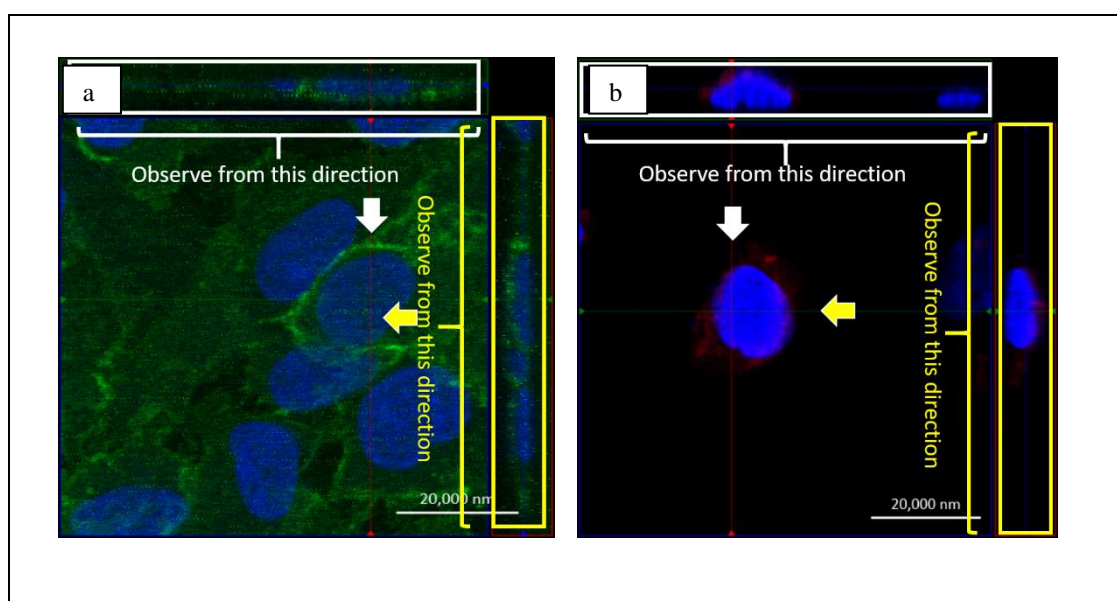 a
Observe from this direction
Observe from this direction
20,000 nm
b
Observe from this direction
Observe from this direction
20,000 nm